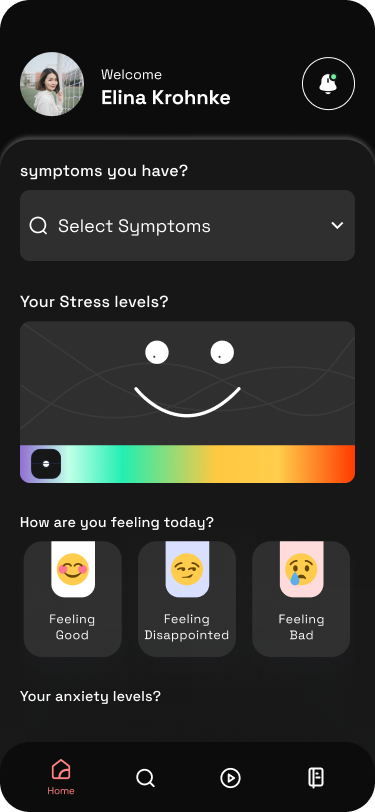 Welcome
Elina Krohnke
symptoms you have?
Select Symptoms
Your Stress levels?
How are you feeling today?
Feeling
Good
Feeling
Disappointed
Feeling
Bad
Your anxiety levels?
Home